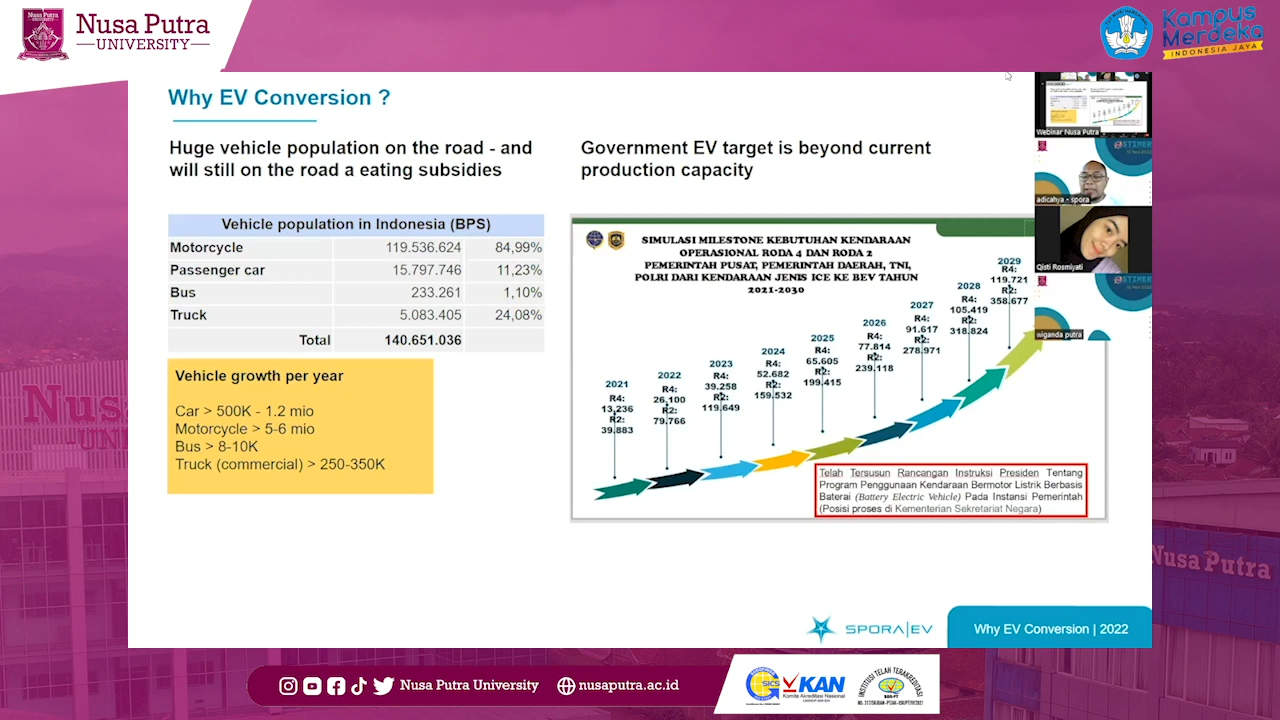 Nusa Putra
UNIVERSITY
Kampus
Merdeka
INDONESIA JAYA
Why EV Conversion ?
Huge vehicle population on the road - and
will still on the road a eating subsidies
Vehicle population in Indonesia (BPS)
Motorcycle 119.536.624 84,99%
Passenger car 15.797.746 11,23%
Bus 233.261 1,10%
Truck 5.083.405 24,08%
Total 140.651.036
Vehicle growth per year
Car > 500K - 1.2 mio
Motorcycle > 5-6 mio
Bus > 8-10K
Truck (commercial) > 250-350K
Government EV target is beyond current
production capacity
SIMULASI MILESTONE KEBUTUHAN KENDARAAN
OPERASIONAL RODA 4 DAN RODA 2
PEMERINTAH PUSAT, PEMERINTAH DAERAH, TNI,
POLRI DARI KENDARAAN JENIS ICE KE BEV TAHUN
2021-2030
2021
R4:
13.236
R2:
39.883
2022
R4:
26.100
R2:
79.766
2023
R4:
39.258
R2:
119.649
2024
R4:
52.682
R2:
159.532
2025
R4:
65.605
R2:
199.415
2026
R4:
77.814
R2:
239.118
2027
R4:
91.617
R2:
278.971
2028
R4:
105.419
R2:
318.824
2029
R4:
119.721
R2:
358.677
Telah Tersusun Rancangan Instruksi Presiden Tentang
Program Penggunaan Kendaraan Bermotor Listrik Berbasis
Baterai (Battery Electric Vehicle) Pada Instansi Pemerintah
(Posisi proses di Kementerian Sekretariat Negara)
Webinar Nusa Putra
adicahya - spora
Qisti Rosmiyati
wiganda putra
SPORA|EV
Why EV Conversion | 2022
Nusa Putra University
nusaputra.ac.id
KAN
Komite Akreditasi Nasional
INSTITUSI TELAH TERAKREDITASI
Nusa Putra